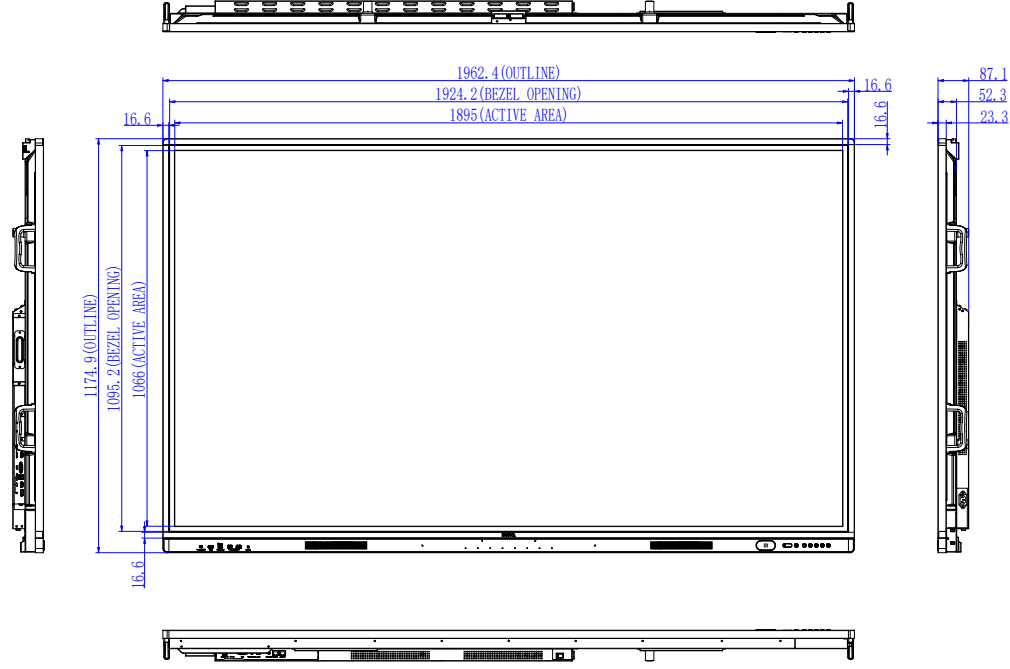 1962.4(OUTLINE)
87.1
16.6
1924.2(BEZEL OPENING)
52.3
1895(ACTIVE AREA)
16.6
16.6
23.3
1174.9(OUTLINE)
1095.2(BEZEL OPENING)
1066(ACTIVE AREA)
16.6